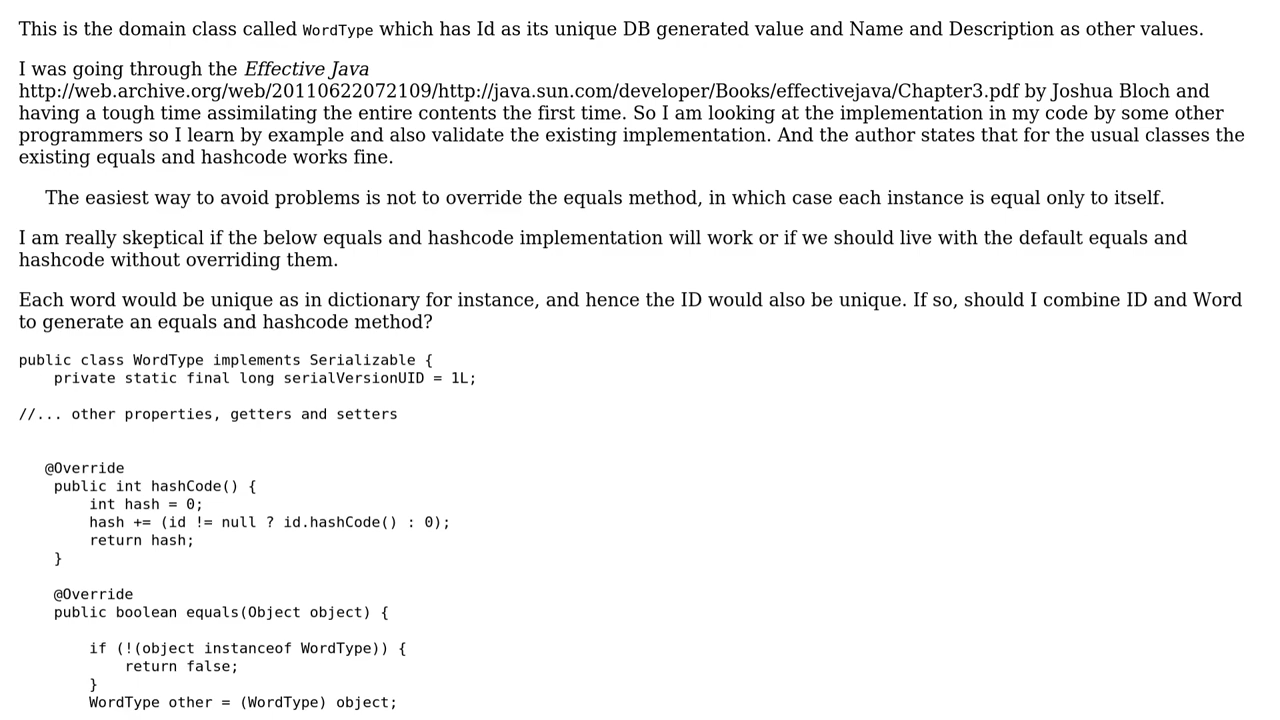 This is the domain class called WordType which has Id as its unique DB generated value and Name and Description as other values.
I was going through the Effective Java
http://web.archive.org/web/20110622072109/http://java.sun.com/developer/Books/effectivejava/Chapter3.pdf by Joshua Bloch and
having a tough time assimilating the entire contents the first time. So I am looking at the implementation in my code by some other
programmers so I learn by example and also validate the existing implementation. And the author states that for the usual classes the
existing equals and hashcode works fine.
The easiest way to avoid problems is not to override the equals method, in which case each instance is equal only to itself.
I am really skeptical if the below equals and hashcode implementation will work or if we should live with the default equals and
hashcode without overriding them.
Each word would be unique as in dictionary for instance, and hence the ID would also be unique. If so, should I combine ID and Word
to generate an equals and hashcode method?
public class WordType implements Serializable {
    private static final long serialVersionUID = 1L;
//... other properties, getters and setters
   @Override
    public int hashCode() {
        int hash = 0;
        hash += (id != null ? id.hashCode() : 0);
        return hash;
    }
    @Override
    public boolean equals(Object object) {
        if (!(object instanceof WordType)) {
            return false;
        }
        WordType other = (WordType) object;